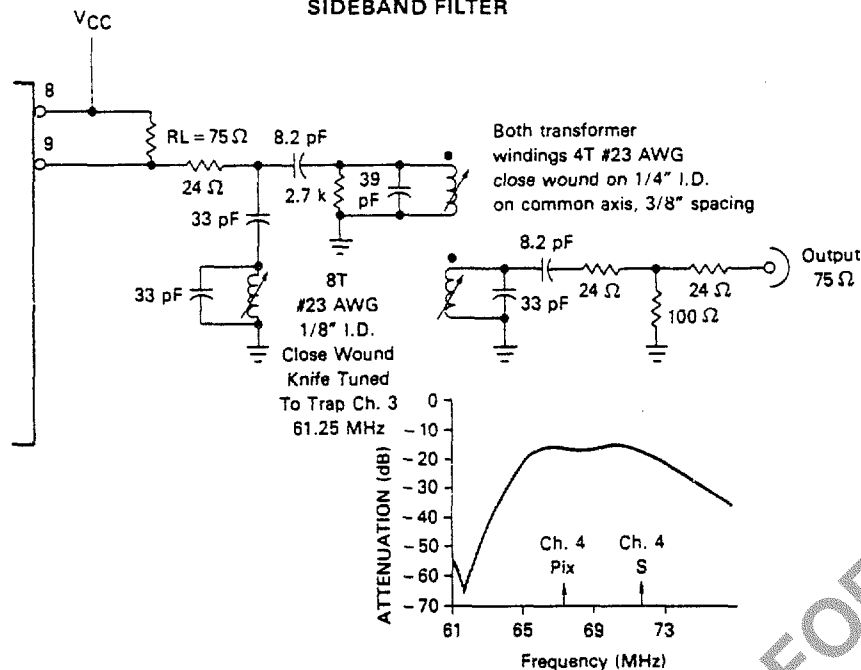 SIDEBAND FILTER
VCC
8
9
RL = 75 Ω
24 Ω
8.2 pF
2.7 k
39
pF
33 pF
33 pF
8T
#23 AWG
1/8" I.D.
Close Wound
Knife Tuned
To Trap Ch. 3
61.25 MHz
Both transformer
windings 4T #23 AWG
close wound on 1/4" I.D.
on common axis, 3/8" spacing
8.2 pF
33 pF
24 Ω
24 Ω
100 Ω
Output
75 Ω
ATTENUATION (dB)
0
-10
-20
-30
-40
-50
-60
-70
Ch. 4
Pix
Ch. 4
S
61
65
69
73
Frequency (MHz)
FO